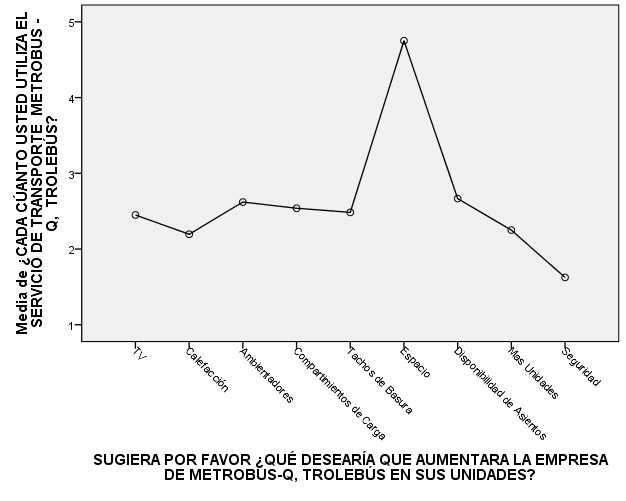 Media de ¿CADA CÚANTO USTED UTILIZA EL
SERVICIO DE TRANSPORTE METROBUS -
Q, TROLEBÚS?
5
4
3
2
1
TV
Calefacción
Ambientadores
Compartimientos de Carga
Tachos de Basura
Espacio
Disponibilidad de Asientos
Mas Unidades
Seguridad
SUGIERA POR FAVOR ¿QUÉ DESEARÍA QUE AUMENTARA LA EMPRESA
DE METROBÚS-Q, TROLEBÚS EN SUS UNIDADES?